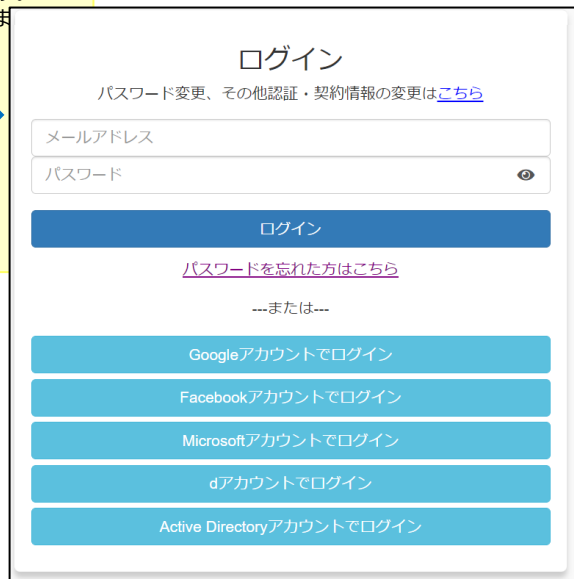 ま
ログイン
パスワード変更、その他認証・契約情報の変更はこちら
メールアドレス
パスワード
ログイン
パスワードを忘れた方はこちら
---または---
Googleアカウントでログイン
Facebookアカウントでログイン
Microsoftアカウントでログイン
dアカウントでログイン
Active Directoryアカウントでログイン